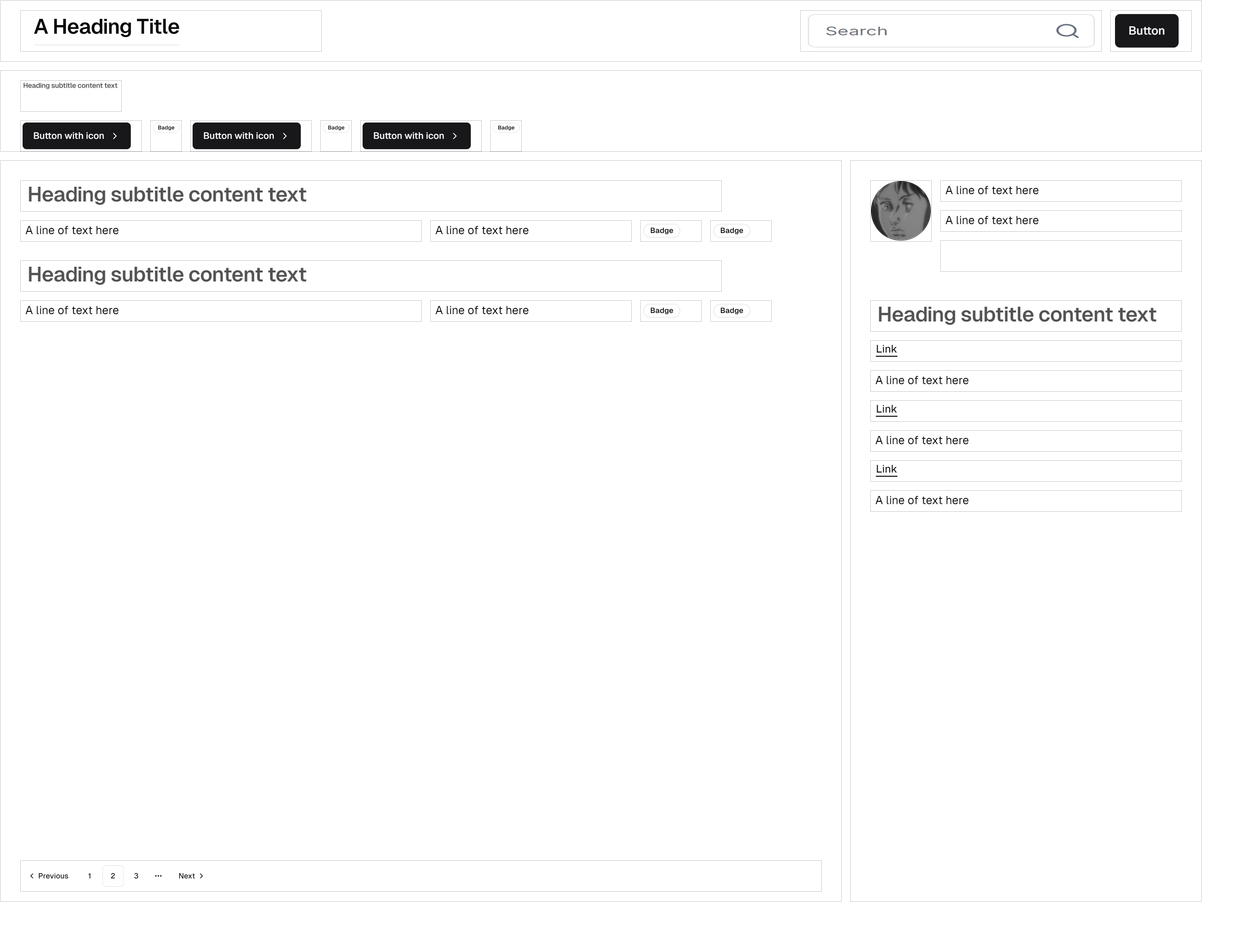 A Heading Title
Search
Button
Heading subtitle content text
Button with icon
Badge
Button with icon
Badge
Button with icon
Badge
Heading subtitle content text
A line of text here
A line of text here
Badge
Badge
Heading subtitle content text
A line of text here
A line of text here
Badge
Badge
Previous
1
2
3
•••
Next
A line of text here
A line of text here
Heading subtitle content text
Link
A line of text here
Link
A line of text here
Link
A line of text here